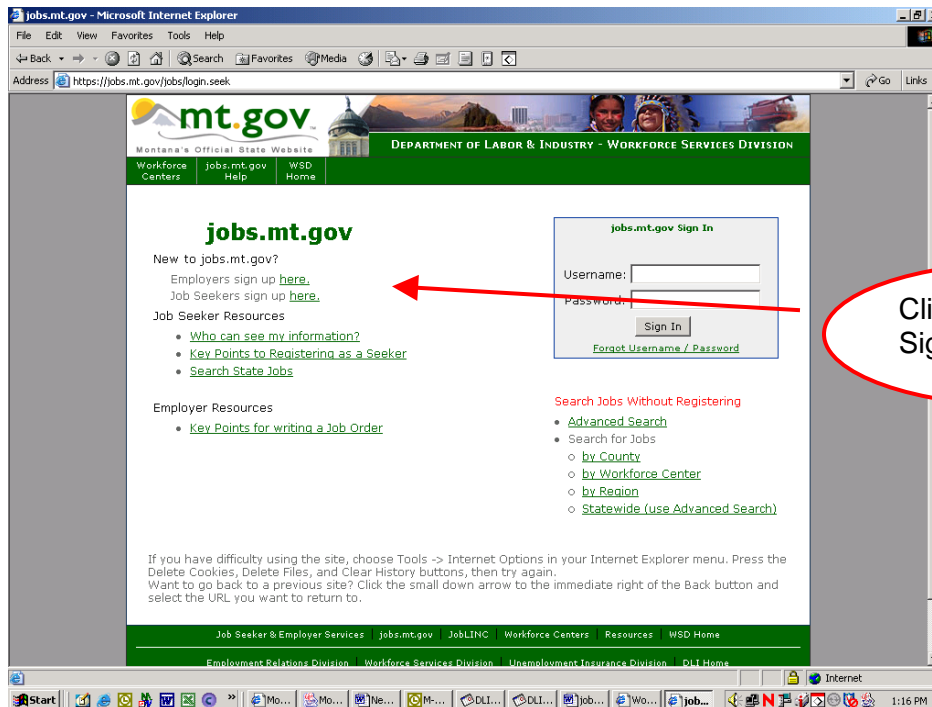 jobs.mt.gov - Microsoft Internet Explorer
File Edit View Favorites Tools Help
Back Search Favorites Media
Address https://jobs.mt.gov/jobs/login.seek Go Links
mt.gov
Montana's Official State Website
DEPARTMENT OF LABOR & INDUSTRY - WORKFORCE SERVICES DIVISION
Workforce Centers jobs.mt.gov Help WSD Home
jobs.mt.gov
New to jobs.mt.gov?
Employers sign up here.
Job Seekers sign up here.
Job Seeker Resources
Who can see my information?
Key Points to Registering as a Seeker
Search State Jobs
Employer Resources
Key Points for writing a Job Order
jobs.mt.gov Sign In
Username:
Password:
Sign In
Forgot Username / Password
Cli
Sig
Search Jobs Without Registering
Advanced Search
Search for Jobs
by County
by Workforce Center
by Region
Statewide (use Advanced Search)
If you have difficulty using the site, choose Tools -> Internet Options in your Internet Explorer menu. Press the
Delete Cookies, Delete Files, and Clear History buttons, then try again.
Want to go back to a previous site? Click the small down arrow to the immediate right of the Back button and
select the URL you want to return to.
Job Seeker & Employer Services jobs.mt.gov JobLINC Workforce Centers Resources WSD Home
Employment Relations Division Workforce Services Division Unemployment Insurance Division DLI Home
Internet
Start » Mo... Mo... Ne... M-... DLI... DLI... job... Wo... job... 1:16 PM